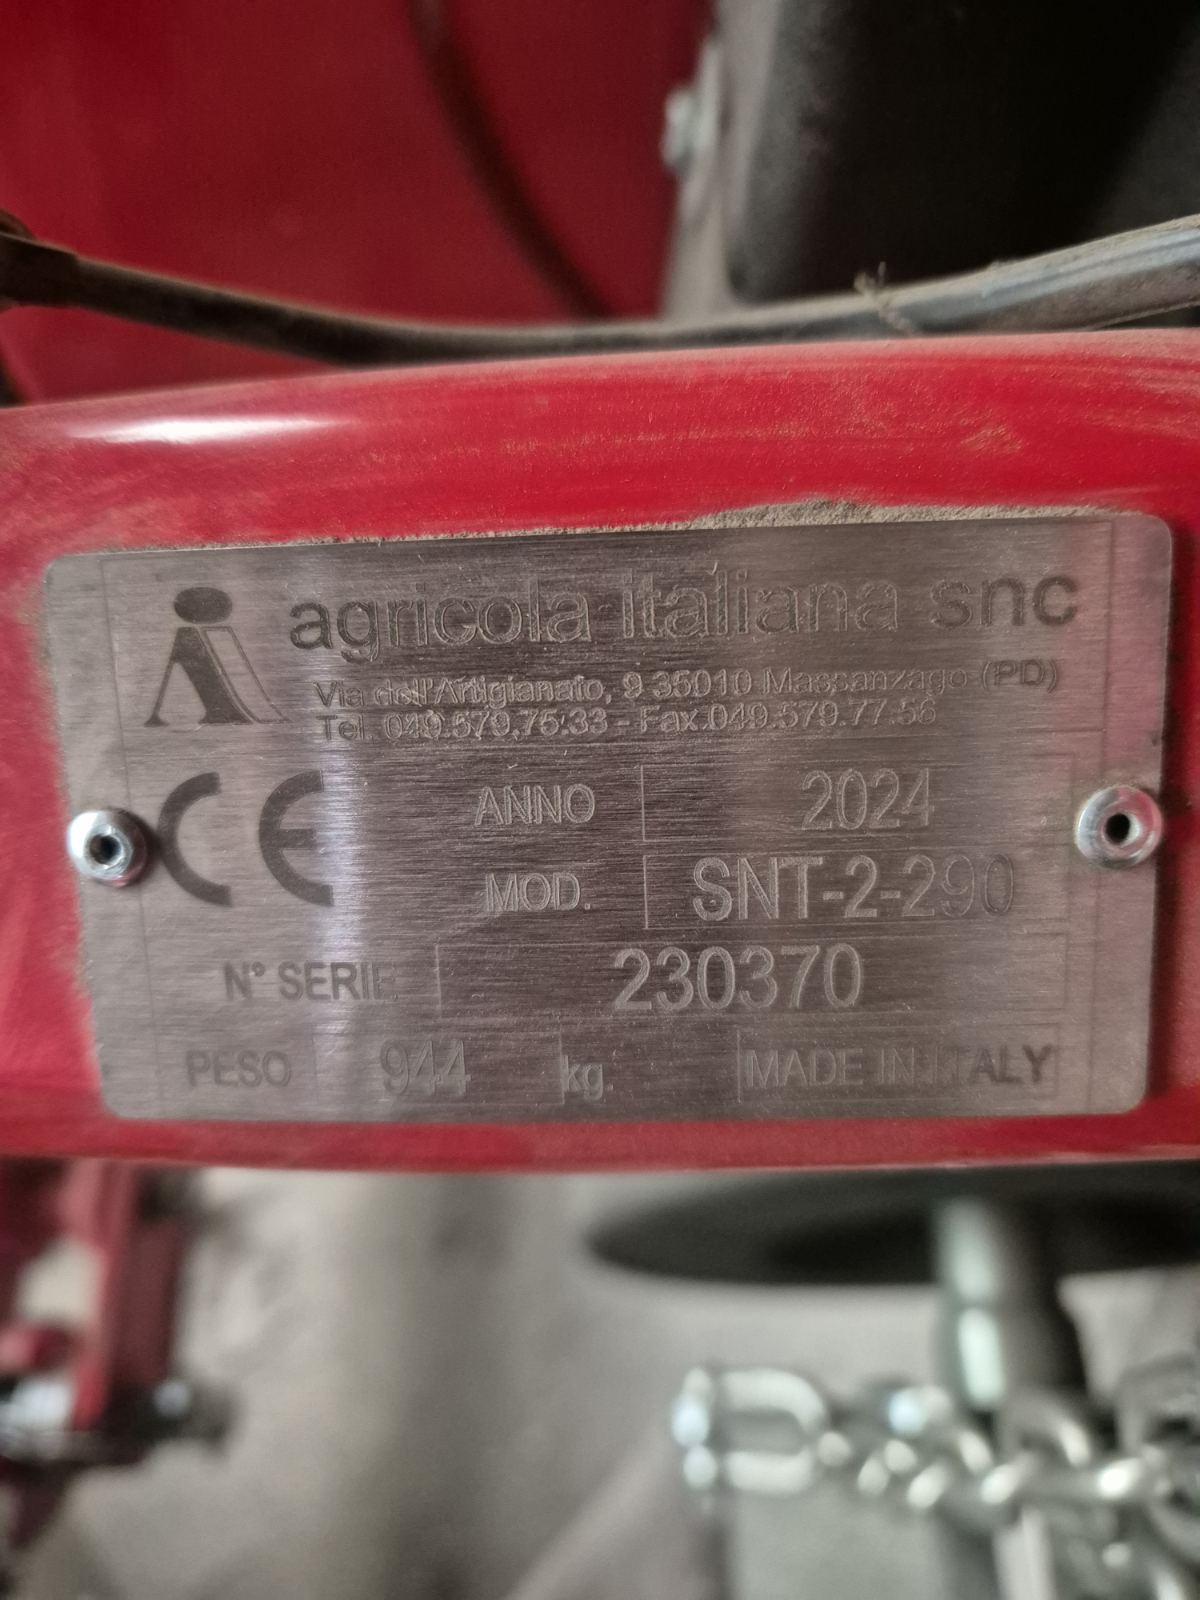 agricola italiana snc
Via dell'Artigianato, 9 35010 Massanzago (PD)
Tel. 049.579.75.33 - Fax.049.579.77.56
CE
ANNO 2024
MOD. SNT-2-290
N° SERIE 230370
PESO 944 kg. MADE IN ITALY